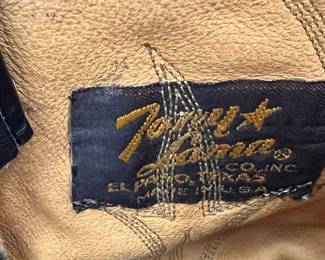 Tony★
Lama®
CO., INC.
EL PASO, TEXAS
MADE IN U.S.A.